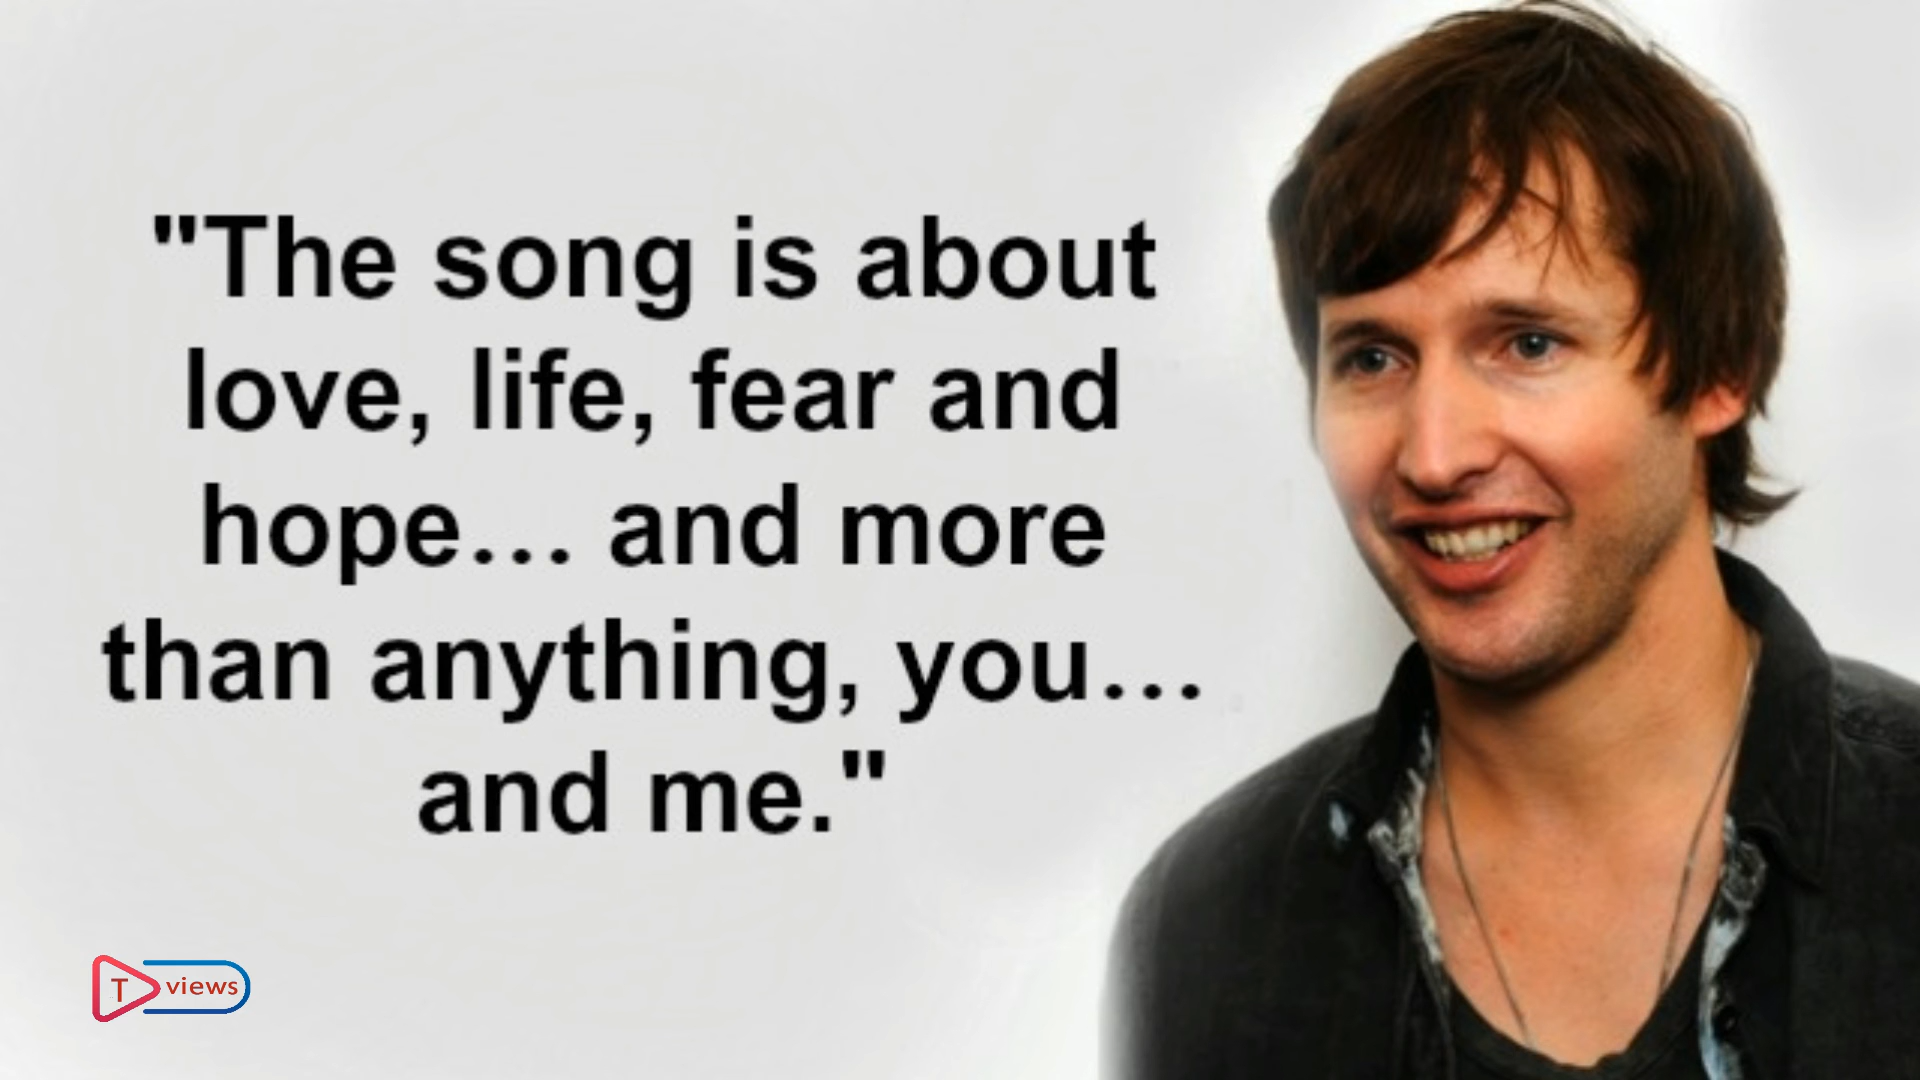 "The song is about
love, life, fear and
hope… and more
than anything, you…
and me."
T views